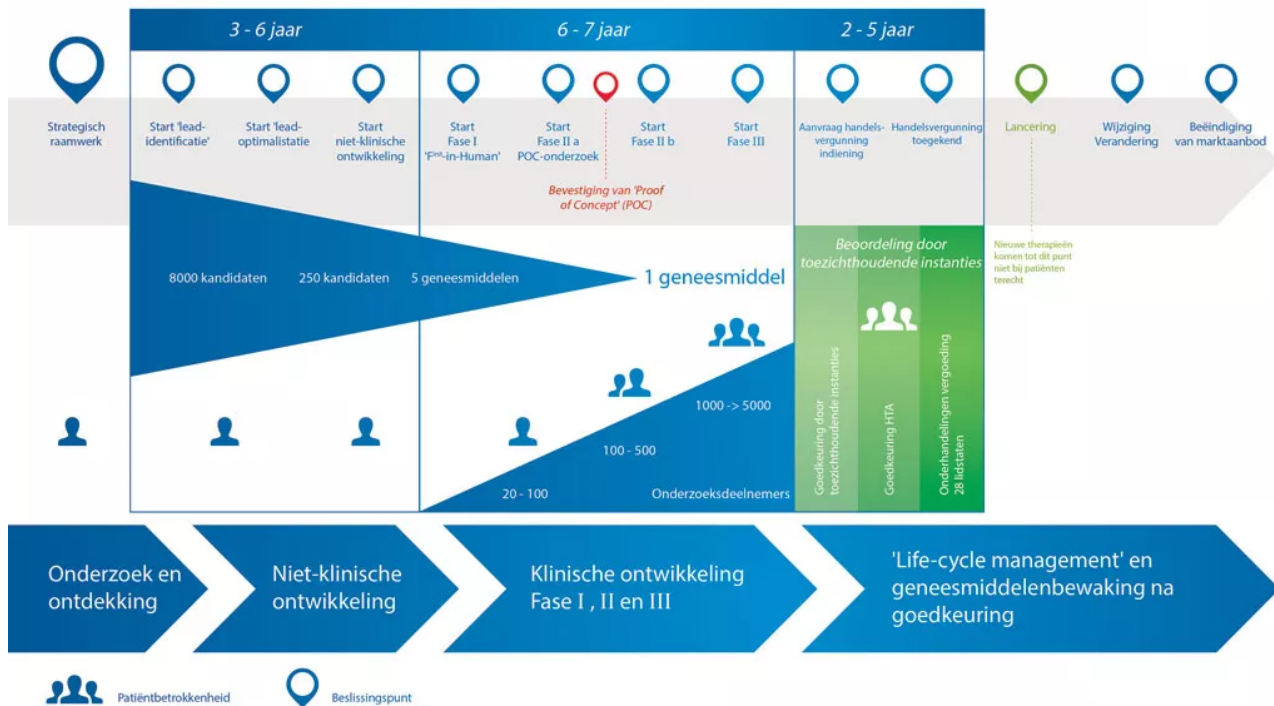 3 - 6 jaar
6 - 7 jaar
2 - 5 jaar
Strategisch
raamwerk
Start 'lead-
identificatie'
Start 'lead-
optimalistatie
Start
niet-klinische
ontwikkeling
Start
Fase I
'First-in-Human'
Start
Fase II a
POC-onderzoek
Start
Fase II b
Start
Fase III
Aanvraag handels-
vergunning
indiening
Handelsvergunning
toegekend
Lancering
Wijziging
Verandering
Beëindiging
van marktaanbod
Bevestiging van 'Proof
of Concept' (POC)
8000 kandidaten
250 kandidaten
5 geneesmiddelen
1 geneesmiddel
Beoordeling door
toezichthoudende instanties
Nieuwe therapieën
komen tot dit punt
niet bij patiënten
terecht
20 - 100
100 - 500
1000 -> 5000
Onderzoeksdeelnemers
Goedkeuring door
toezichthoudende instanties
Goedkeuring HTA
Onderhandelingen vergoeding
28 lidstaten
Onderzoek en
ontdekking
Niet-klinische
ontwikkeling
Klinische ontwikkeling
Fase I , II en III
'Life-cycle management' en
geneesmiddelenbewaking na
goedkeuring
Patiëntbetrokkenheid
Beslissingspunt